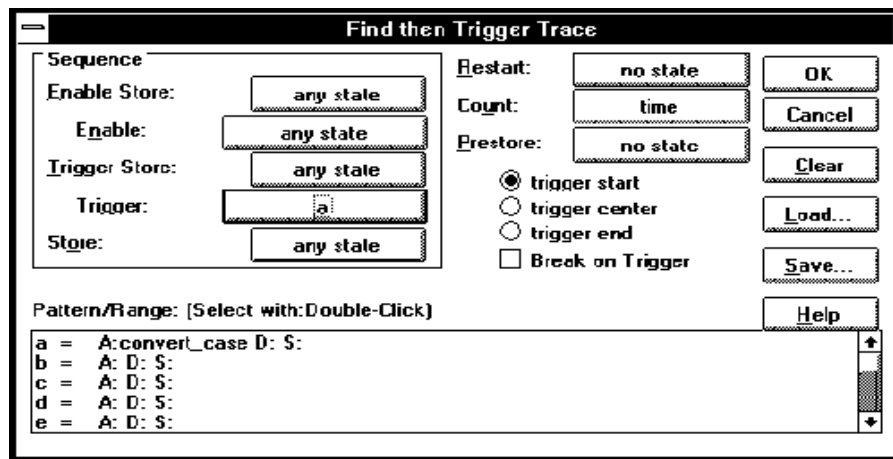 Find then Trigger Trace
Sequence
Enable Store: any state
Enable: any state
Trigger Store: any state
Trigger: a
Store: any state
Restart: no state
Count: time
Prestore: no state
trigger start
trigger center
trigger end
Break on Trigger
OK
Cancel
Clear
Load...
Save...
Help
Pattern/Range: (Select with:Double-Click)
a = A:convert_case D: S:
b = A: D: S:
c = A: D: S:
d = A: D: S:
e = A: D: S: